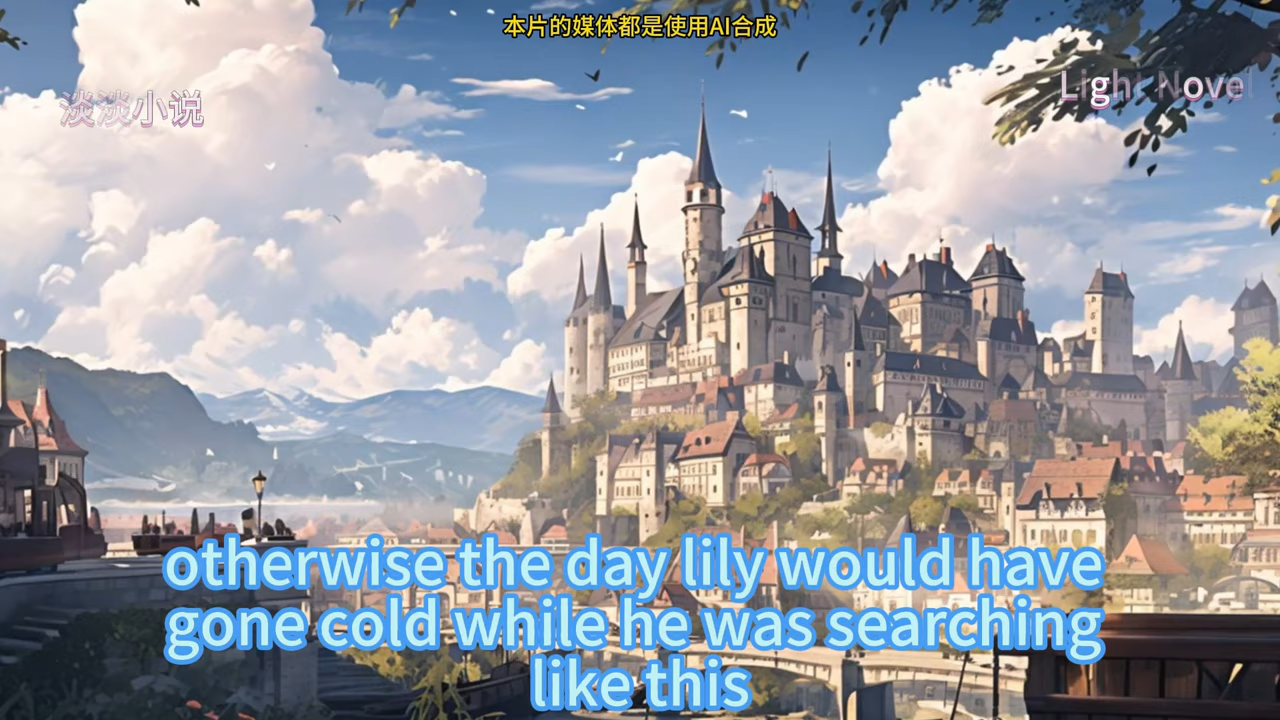 本片的媒体都是使用AI合成
淡淡小说
Light Novel
otherwise the day lily would have
gone cold while he was searching
like this